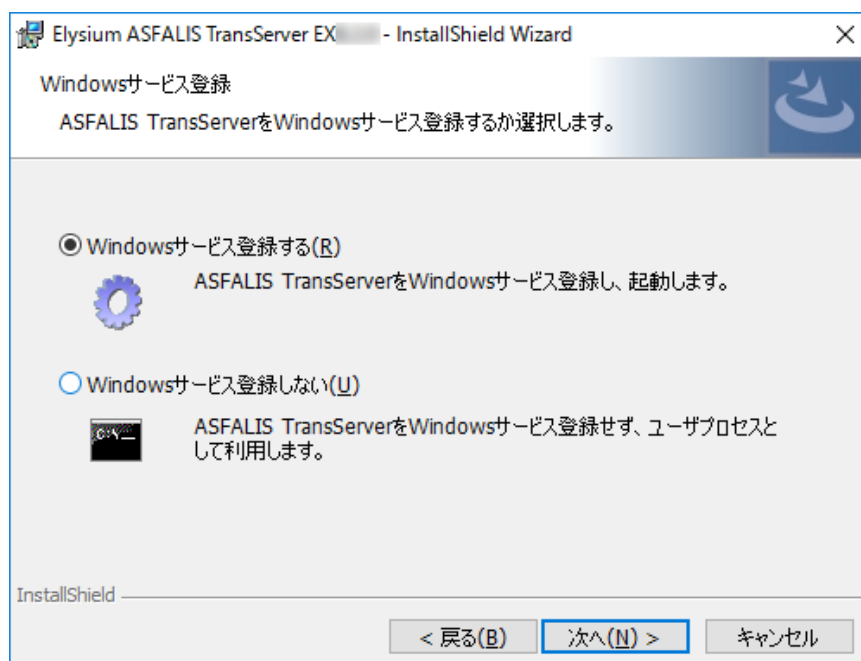 Elysium ASFALIS TransServer EX - InstallShield Wizard
Windowsサービス登録
ASFALIS TransServerをWindowsサービス登録するか選択します。
Windowsサービス登録する(R)
ASFALIS TransServerをWindowsサービス登録し、起動します。
Windowsサービス登録しない(U)
ASFALIS TransServerをWindowsサービス登録せず、ユーザプロセスと
して利用します。
InstallShield
< 戻る(B)
次へ(N) >
キャンセル